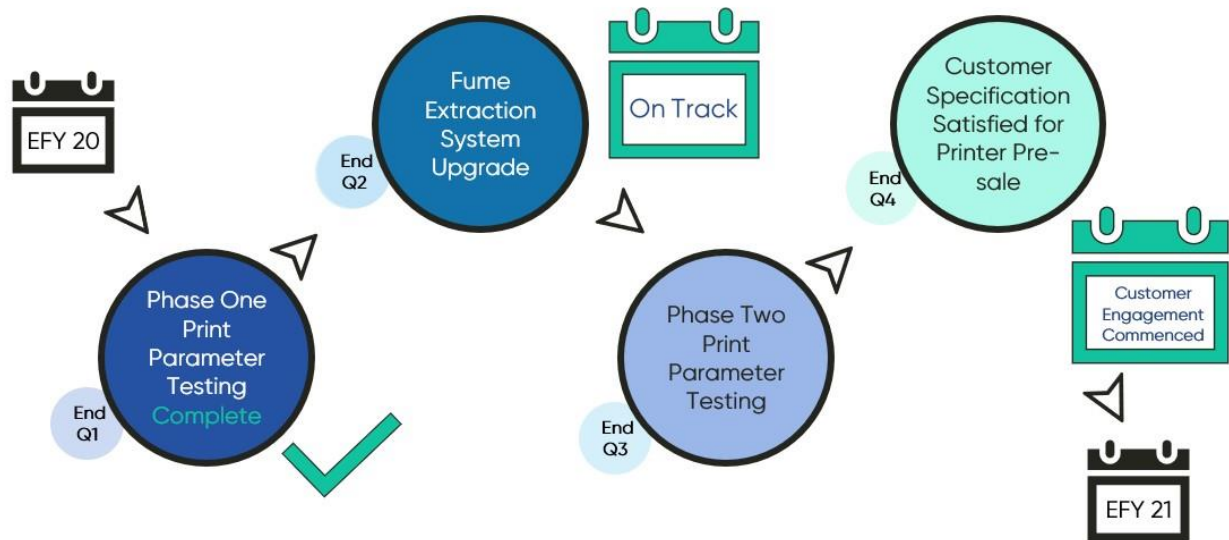 EFY 20
Phase One
Print
Parameter
Testing
Complete
End
Q1
Fume
Extraction
System
Upgrade
End
Q2
On Track
Phase Two
Print
Parameter
Testing
End
Q3
Customer
Specification
Satisfied for
Printer Pre-
sale
End
Q4
Customer
Engagement
Commenced
EFY 21